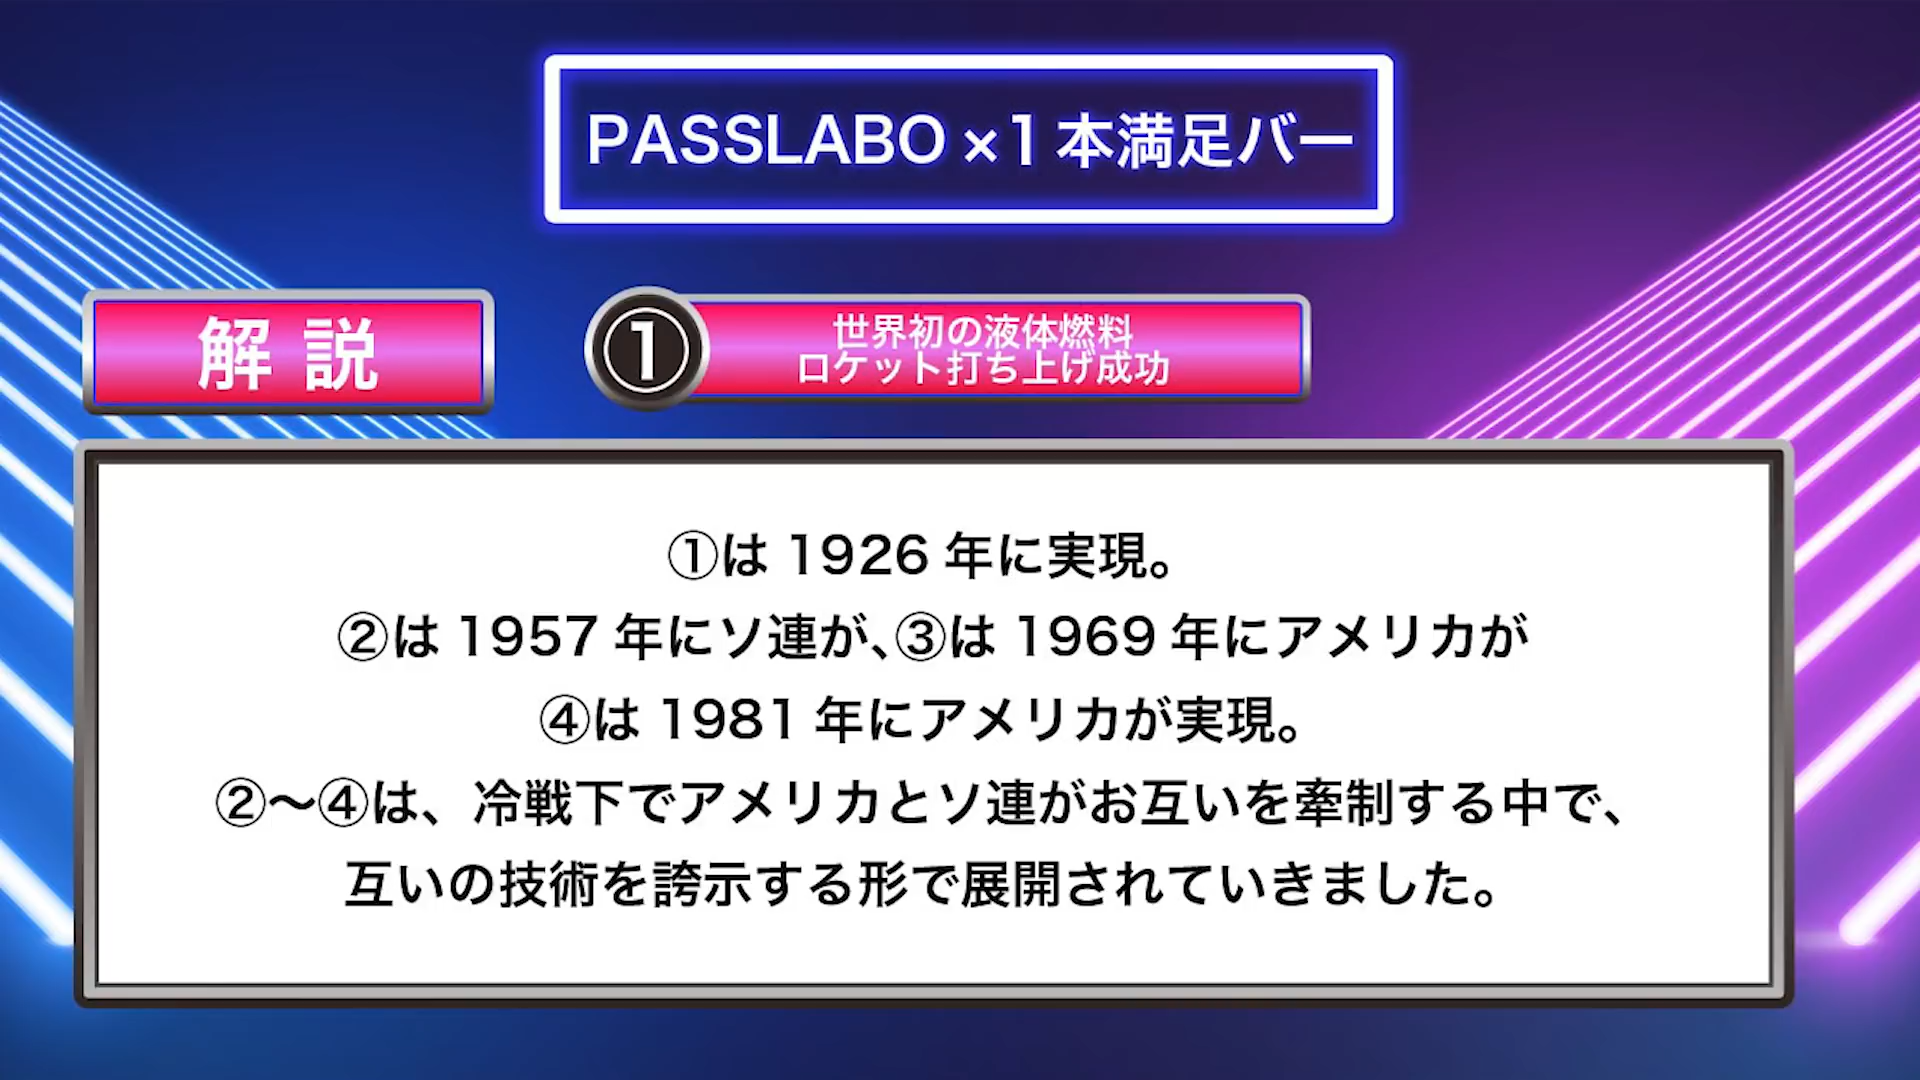 PASSLABO×1本満足バー
解説
①
世界初の液体燃料
ロケット打ち上げ成功
①は1926年に実現。
②は1957年にソ連が、③は1969年にアメリカが
④は1981年にアメリカが実現。
②〜④は、冷戦下でアメリカとソ連がお互いを牽制する中で、
互いの技術を誇示する形で展開されていきました。